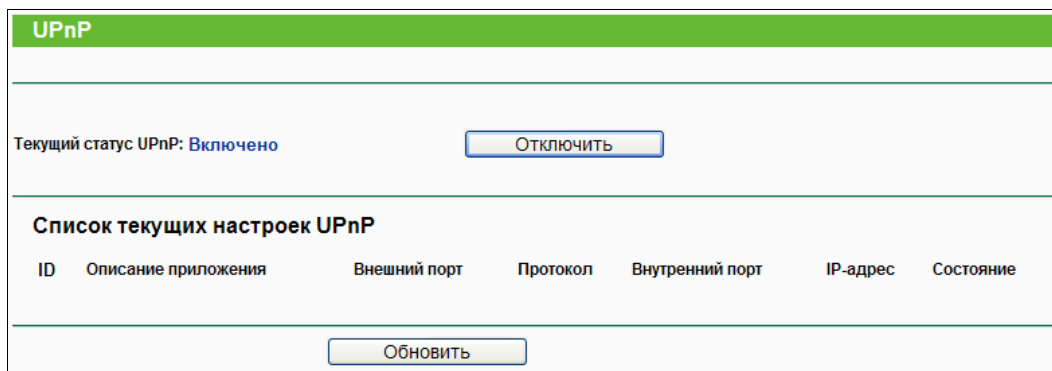 UPnP
Текущий статус UPnP: Включено Отключить
Список текущих настроек UPnP
ID Описание приложения Внешний порт Протокол Внутренний порт IP-адрес Состояние
Обновить